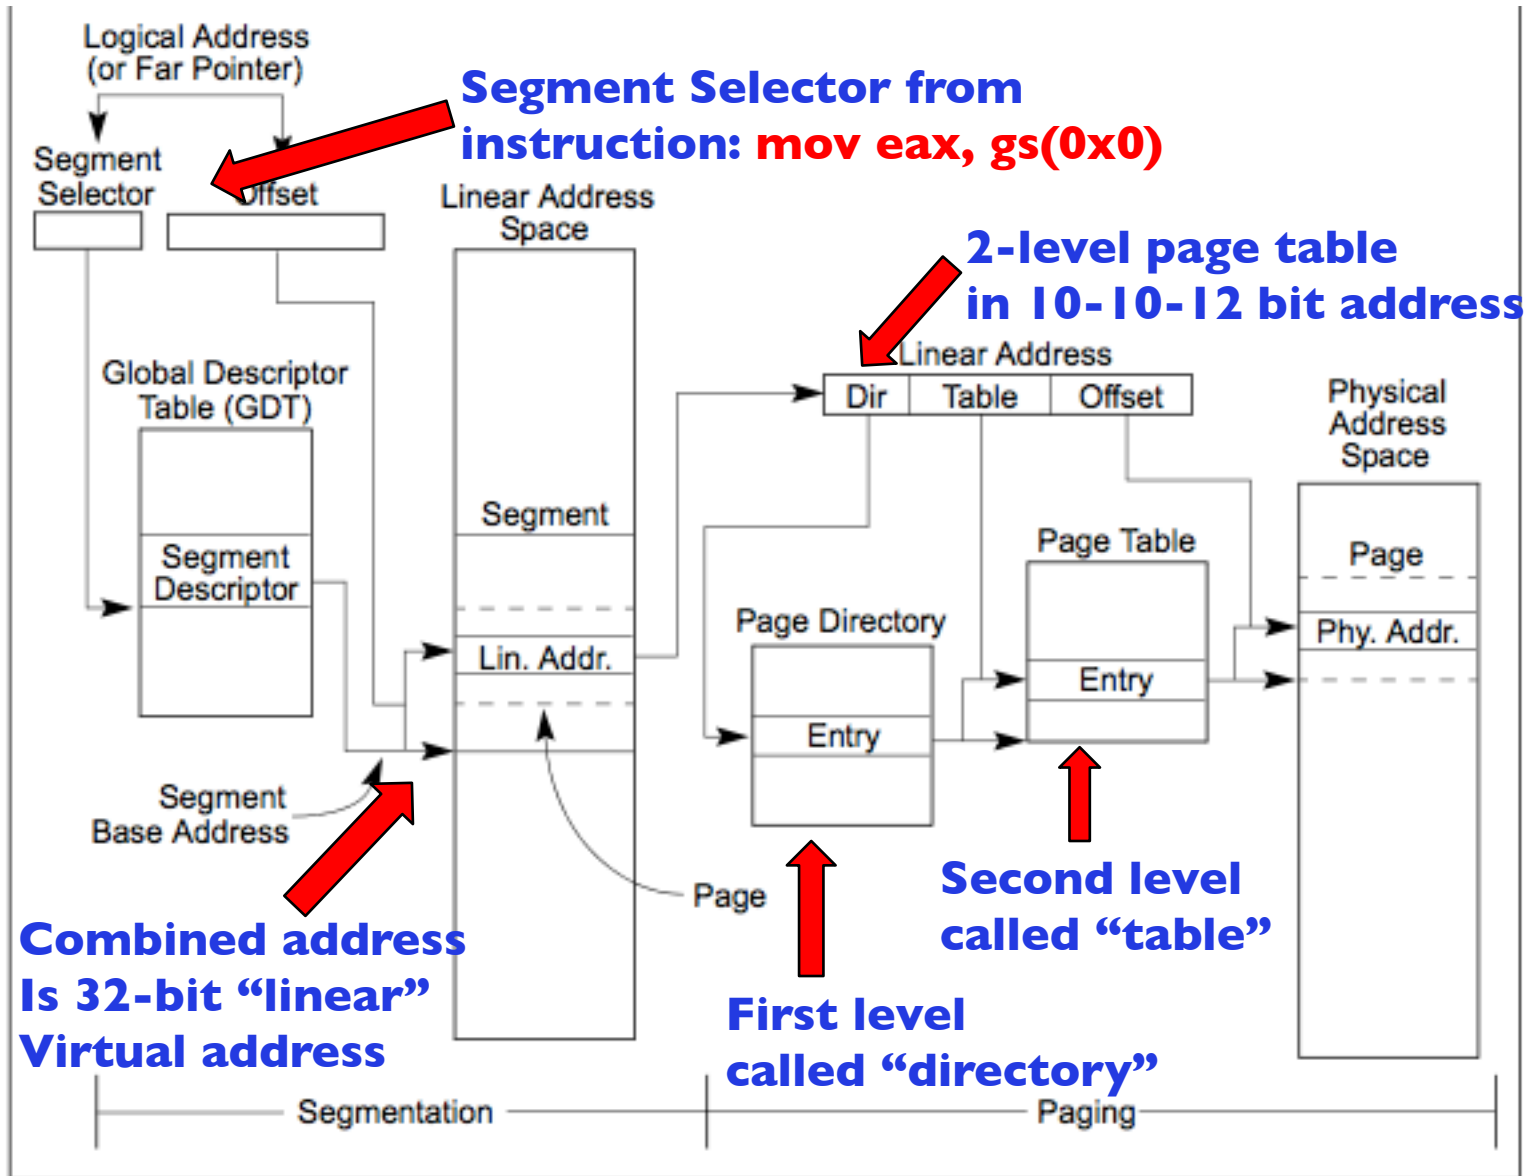 Logical Address
(or Far Pointer)
Segment Selector from
instruction: mov eax, gs(0x0)
Segment
Selector
Offset
Linear Address
Space
2-level page table
in 10-10-12 bit address
Linear Address
Dir
Table
Offset
Global Descriptor
Table (GDT)
Physical
Address
Space
Segment
Segment
Descriptor
Page Table
Page
Page Directory
Lin. Addr.
Phy. Addr.
Entry
Entry
Segment
Base Address
Page
Combined address
Is 32-bit “linear”
Virtual address
Second level
called “table”
First level
called “directory”
Segmentation
Paging